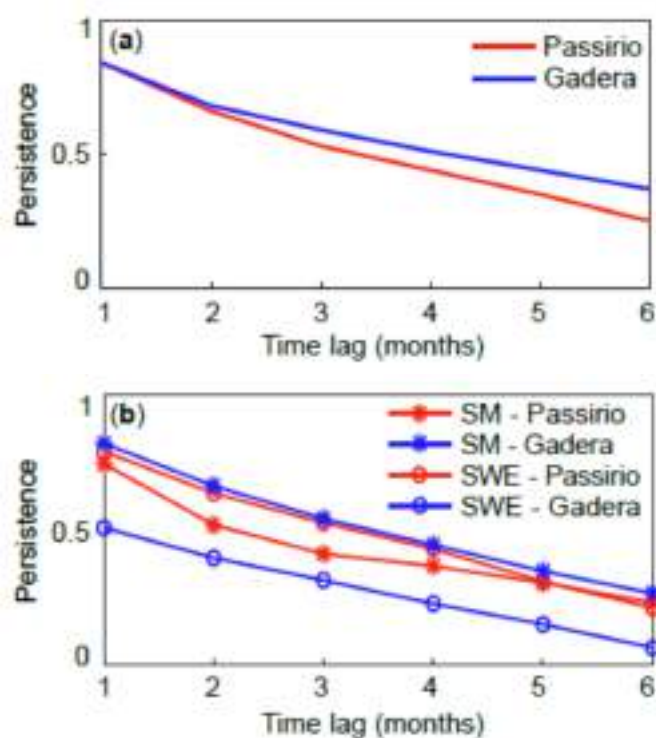 1
(a)
Passirio
Gadera
Persistence
0.5
0
1 2 3 4 5 6
Time lag (months)
1
(b)
SM - Passirio
SM - Gadera
SWE - Passirio
SWE - Gadera
Persistence
0.5
0
1 2 3 4 5 6
Time lag (months)